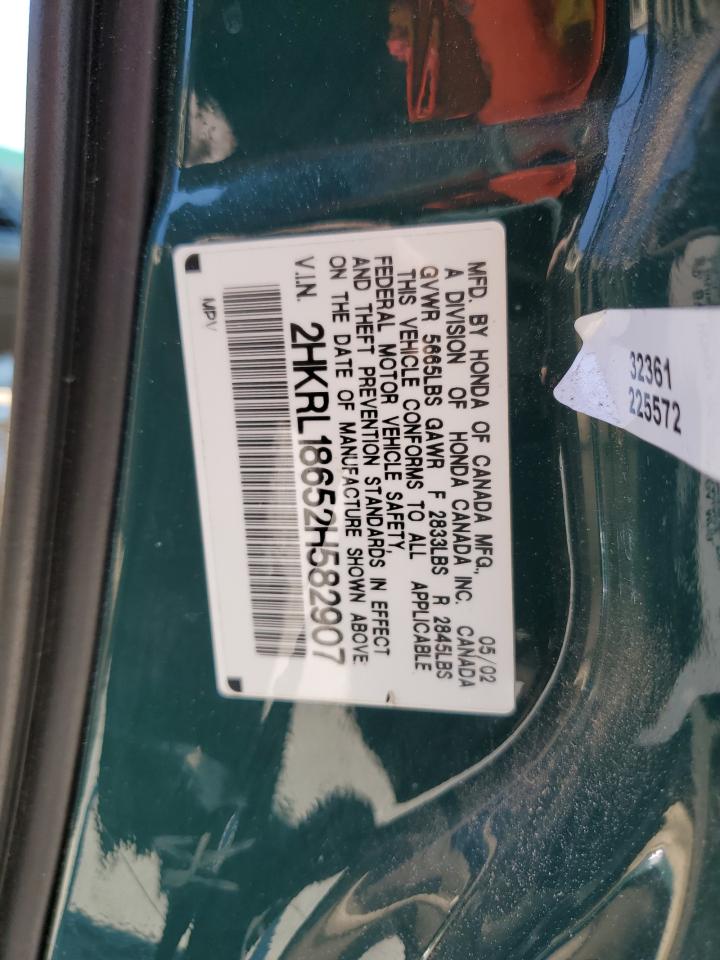 MFD. BY HONDA OF CANADA MFG., 05/02
A DIVISION OF HONDA CANADA INC. CANADA
GVWR 5665LBS GAWR F 2833LBS R 2845LBS
THIS VEHICLE CONFORMS TO ALL APPLICABLE
FEDERAL MOTOR VEHICLE SAFETY,
AND THEFT PREVENTION STANDARDS IN EFFECT
ON THE DATE OF MANUFACTURE SHOWN ABOVE
V.I.N. 2HKRL18652H582907
MPV
32361
225572